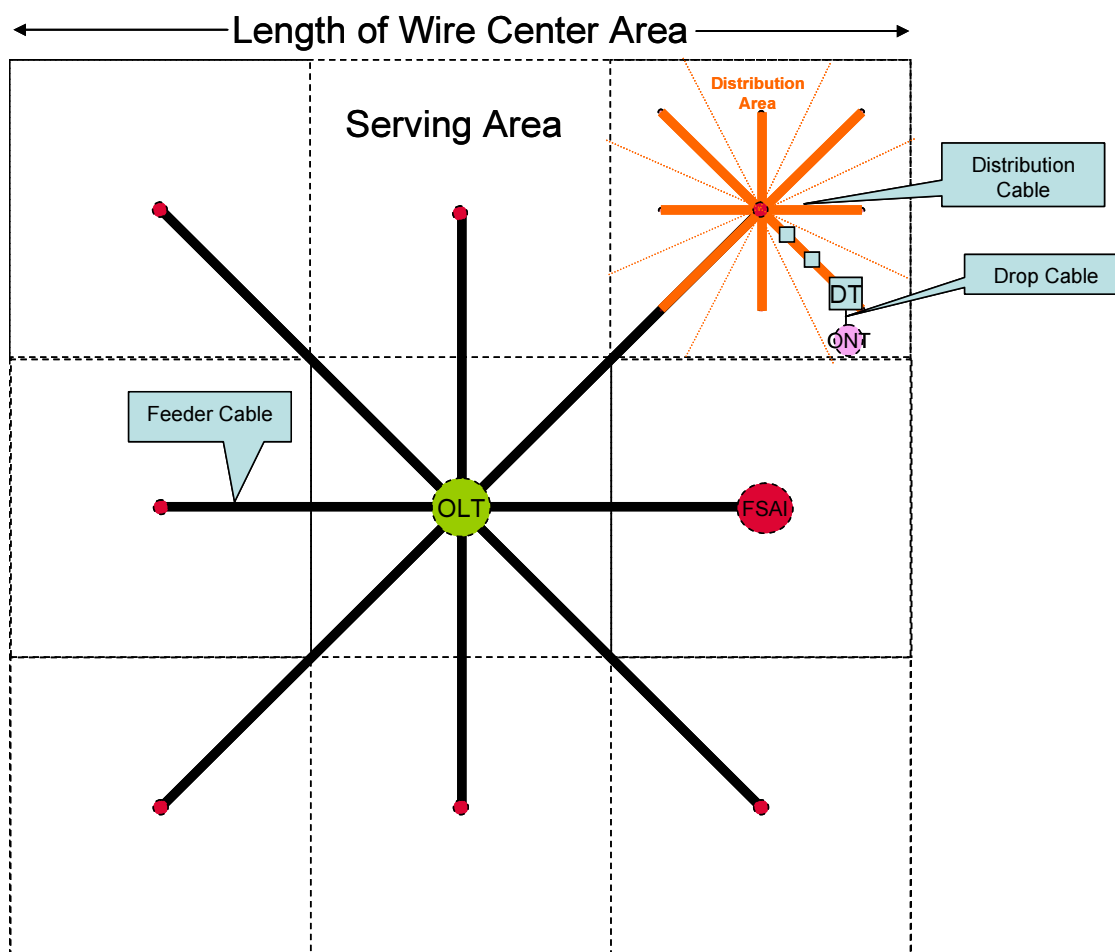 Length of Wire Center Area
Distribution
Area
Serving Area
Distribution
Cable
DT
Drop Cable
ONT
Feeder Cable
OLT
FSAI